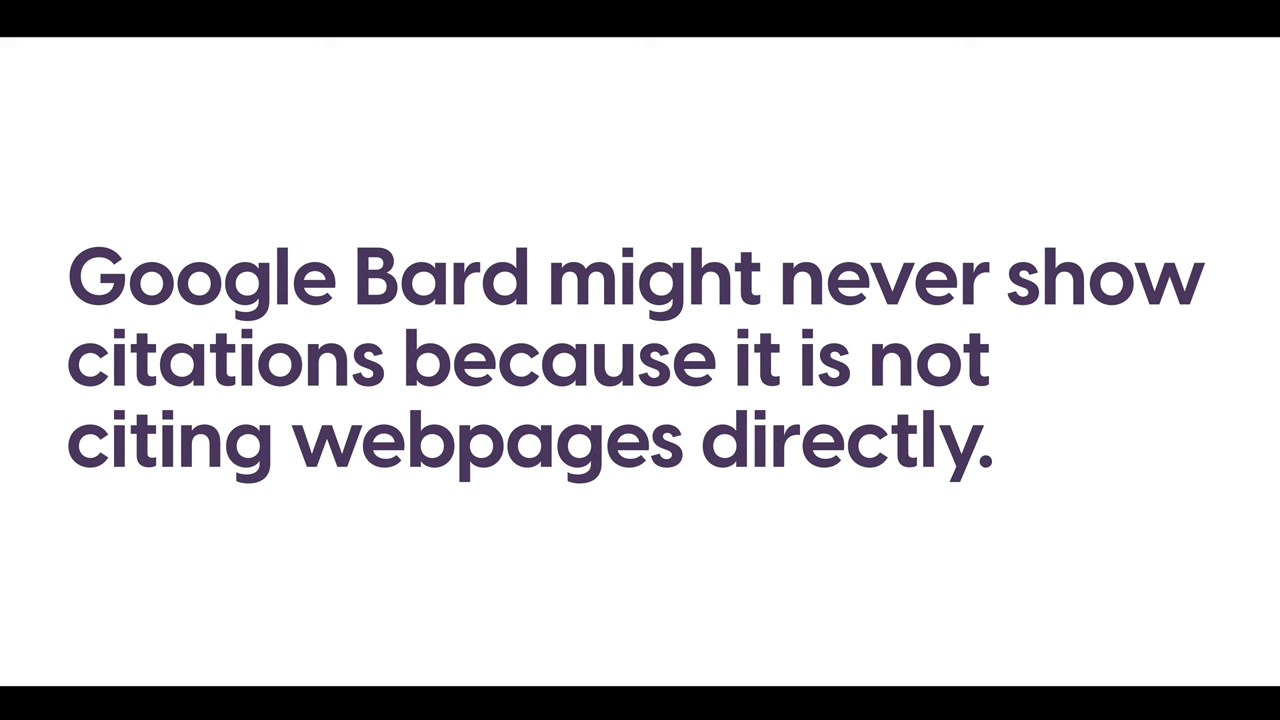 Google Bard might never show
citations because it is not
citing webpages directly.